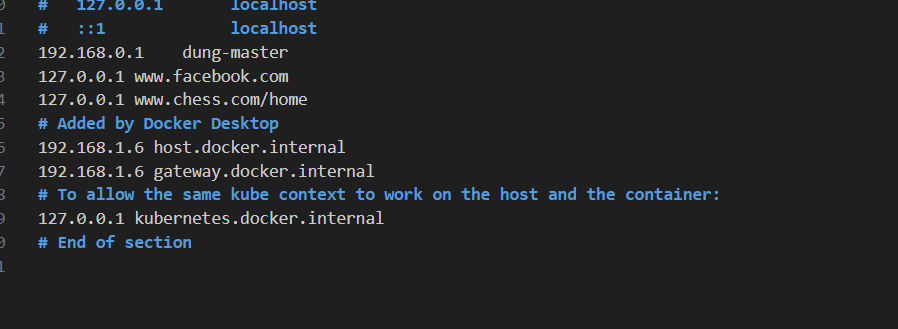 #   127.0.0.1       localhost
#   ::1             localhost
192.168.0.1    dung-master
127.0.0.1 www.facebook.com
127.0.0.1 www.chess.com/home
# Added by Docker Desktop
192.168.1.6 host.docker.internal
192.168.1.6 gateway.docker.internal
# To allow the same kube context to work on the host and the container:
127.0.0.1 kubernetes.docker.internal
# End of section